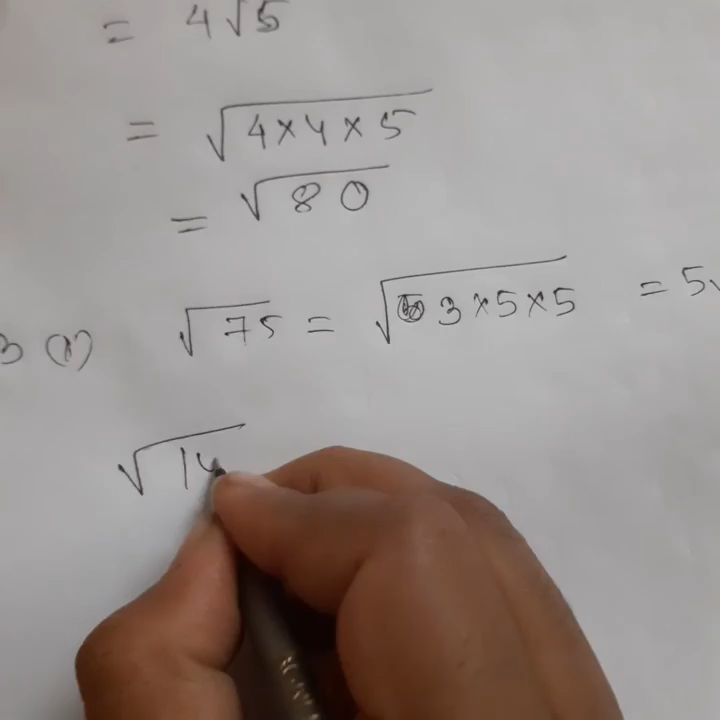 = 4√5
= √4×4×5
= √80
3 √75 = √3×5×5 = 5√
√14